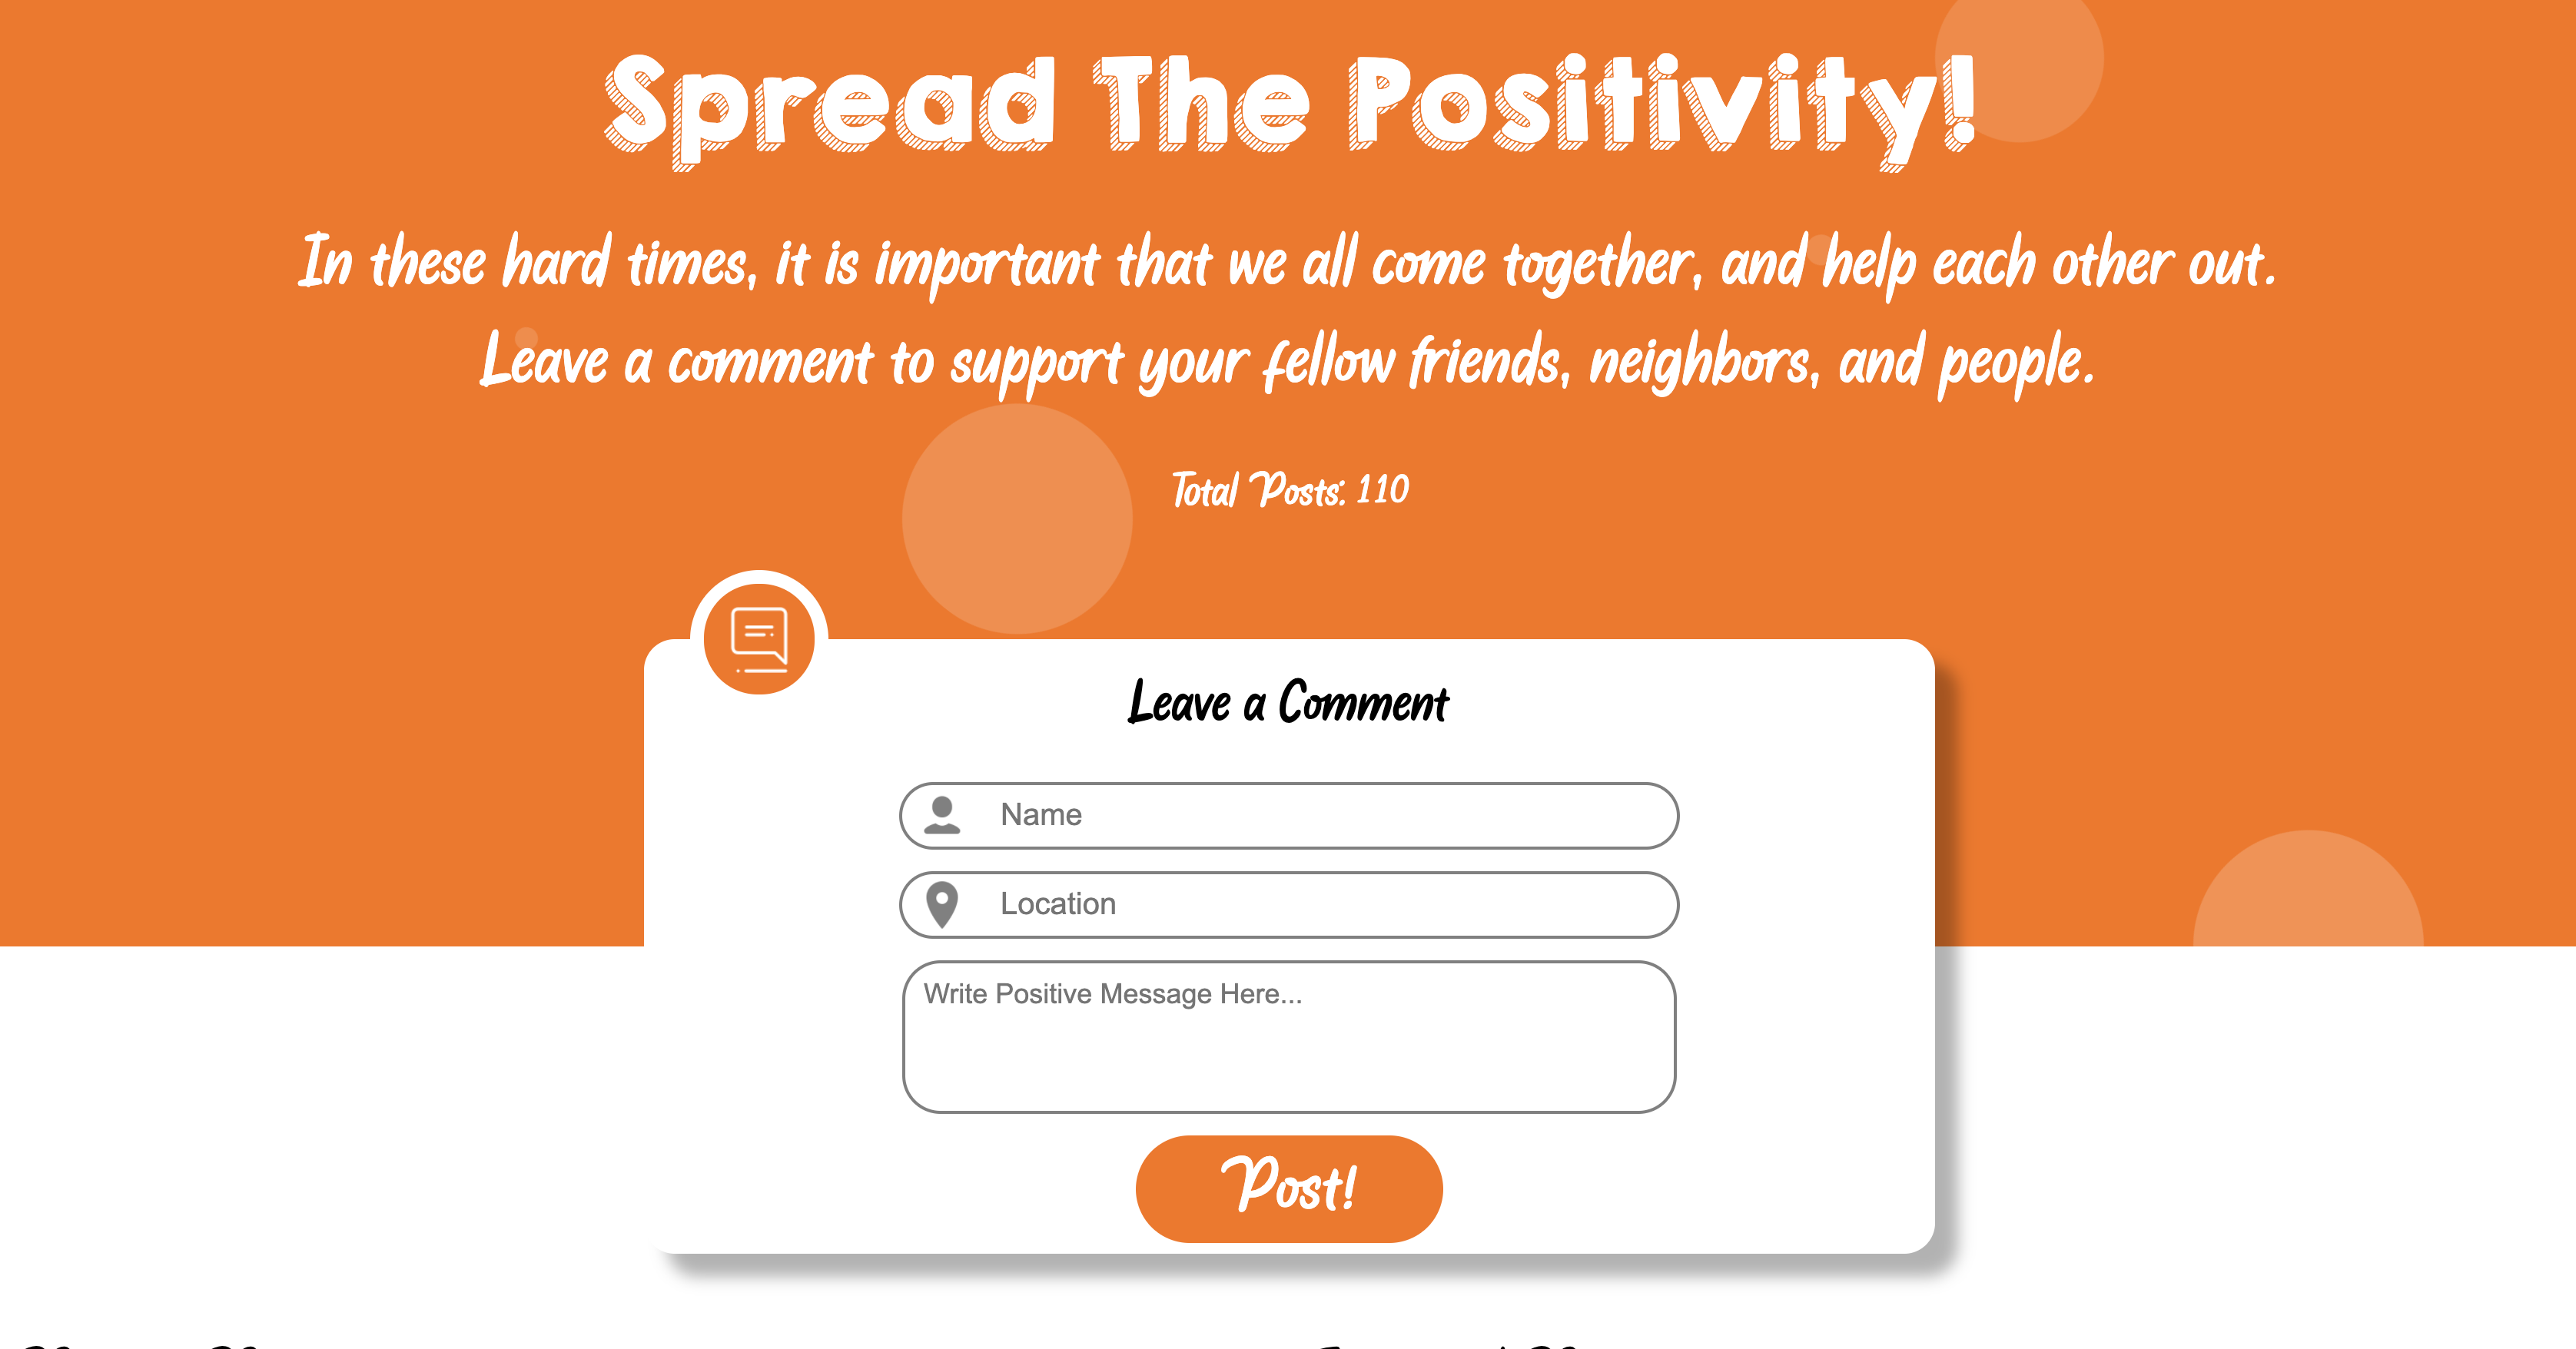 Spread The Positivity!
In these hard times, it is important that we all come together, and help each other out.
Leave a comment to support your fellow friends, neighbors, and people.
Total Posts: 110
Leave a Comment
Name
Location
Write Positive Message Here...
Post!